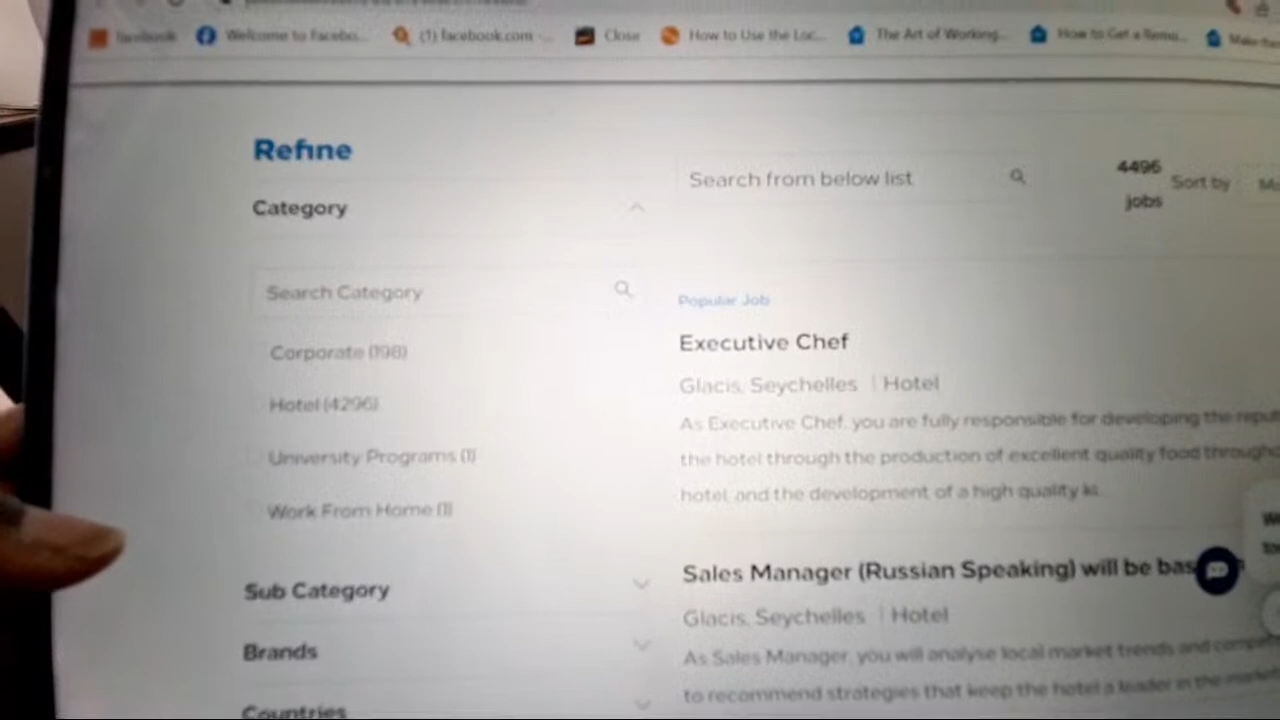 facebook
Welcome to Facebo...
(1) facebook.com -...
Close
How to Use the Loc...
The Art of Working...
How to Get a Remo...
Make the
Refine
Category
Search Category
Corporate (198)
Hotel (4296)
University Programs (1)
Work From Home (1)
Sub Category
Brands
Countries
Search from below list
4496
jobs
Sort by
Popular Job
Executive Chef
Glacis, Seychelles | Hotel
As Executive Chef, you are fully responsible for developing the
the hotel through the production of excellent quality food
hotel, and the development of a high quality ki...
Sales Manager (Russian Speaking) will be bas
Glacis, Seychelles | Hotel
As Sales Manager, you will analyse local market trends and
to recommend strategies that keep the hotel a leader in the market